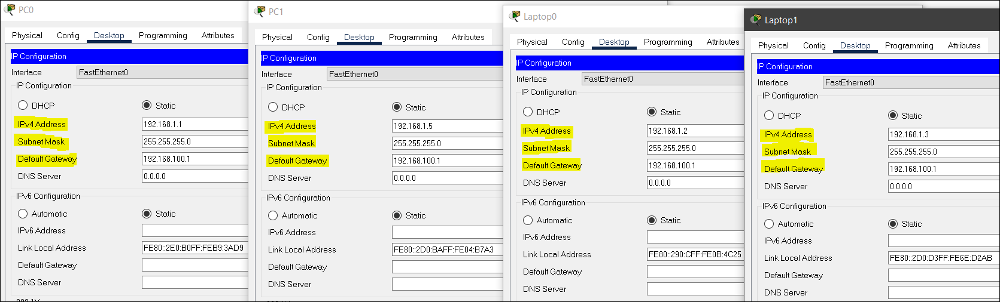 PC0
Physical Config Desktop Programming Attributes
IP Configuration
Interface FastEthernet0
IP Configuration
DHCP Static
IPv4 Address 192.168.1.1
Subnet Mask 255.255.255.0
Default Gateway 192.168.100.1
DNS Server 0.0.0.0
IPv6 Configuration
Automatic Static
IPv6 Address
Link Local Address FE80::2E0:B0FF:FEB9:3AD9
Default Gateway
DNS Server
PC1
Physical Config Desktop Programming Attributes
IP Configuration
Interface FastEthernet0
IP Configuration
DHCP Static
IPv4 Address 192.168.1.5
Subnet Mask 255.255.255.0
Default Gateway 192.168.100.1
DNS Server 0.0.0.0
IPv6 Configuration
Automatic Static
IPv6 Address
Link Local Address FE80::2D0:BAFF:FE04:B7A3
Default Gateway
DNS Server
Laptop0
Physical Config Desktop Programming Attributes
IP Configuration
Interface FastEthernet0
IP Configuration
DHCP Static
IPv4 Address 192.168.1.2
Subnet Mask 255.255.255.0
Default Gateway 192.168.100.1
DNS Server 0.0.0.0
IPv6 Configuration
Automatic Static
IPv6 Address
Link Local Address FE80::290:CFF:FE0B:4C25
Default Gateway
DNS Server
Laptop1
Physical Config Desktop Programming Attributes
IP Configuration
Interface FastEthernet0
IP Configuration
DHCP Static
IPv4 Address 192.168.1.3
Subnet Mask 255.255.255.0
Default Gateway 192.168.100.1
DNS Server 0.0.0.0
IPv6 Configuration
Automatic Static
IPv6 Address
Link Local Address FE80::2D0:D3FF:FE6E:D2AB
Default Gateway
DNS Server